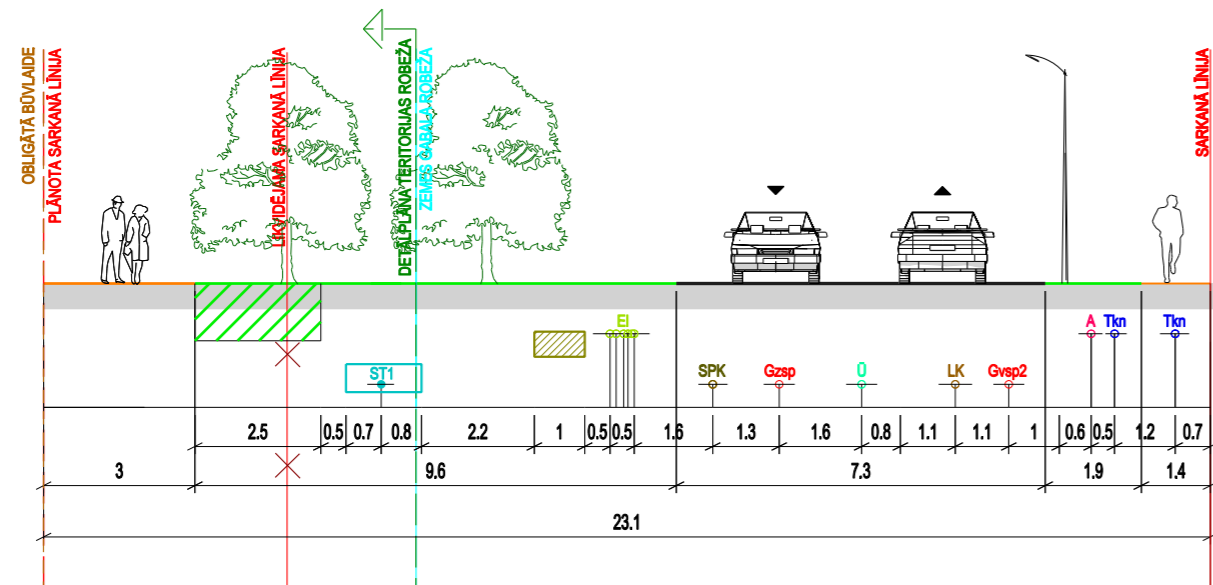 OBLIGĀTĀ BŪVLAIDE
PLĀNOTA SARKANĀ LĪNIJA
LIKVIDĒJAMA SARKANĀ LĪNIJA
DETĀLPLĀNA TERITORIJAS ROBEŽA
ZEMES GABALA ROBEŽA
SARKANĀ LĪNIJA
El
A Tkn Tkn
ST1 SPK Gzsp Ū LK Gvsp2
2.5 0.5 0.7 0.8 2.2 1 0.5 0.5 1.6 1.3 1.6 0.8 1.1 1.1 1 0.6 0.5 1.2 0.7
3 9.6 7.3 1.9 1.4
23.1